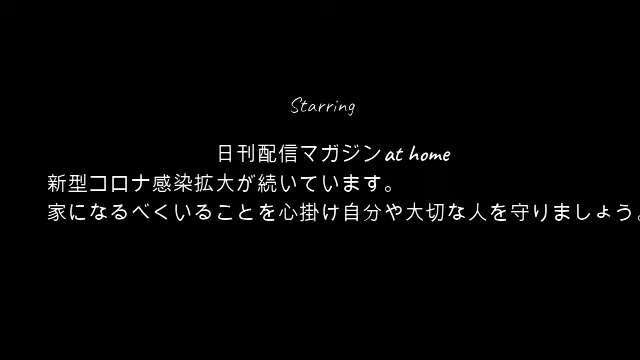 Starring
日刊配信マガジンat home
新型コロナ感染拡大が続いています。
家になるべくいることを心掛け自分や大切な人を守りましょう。